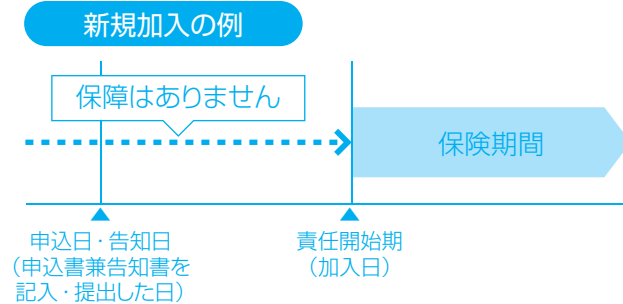 新規加入の例
保障はありません
保険期間
申込日・告知日
（申込書兼告知書を
記入・提出した日）
責任開始期
（加入日）